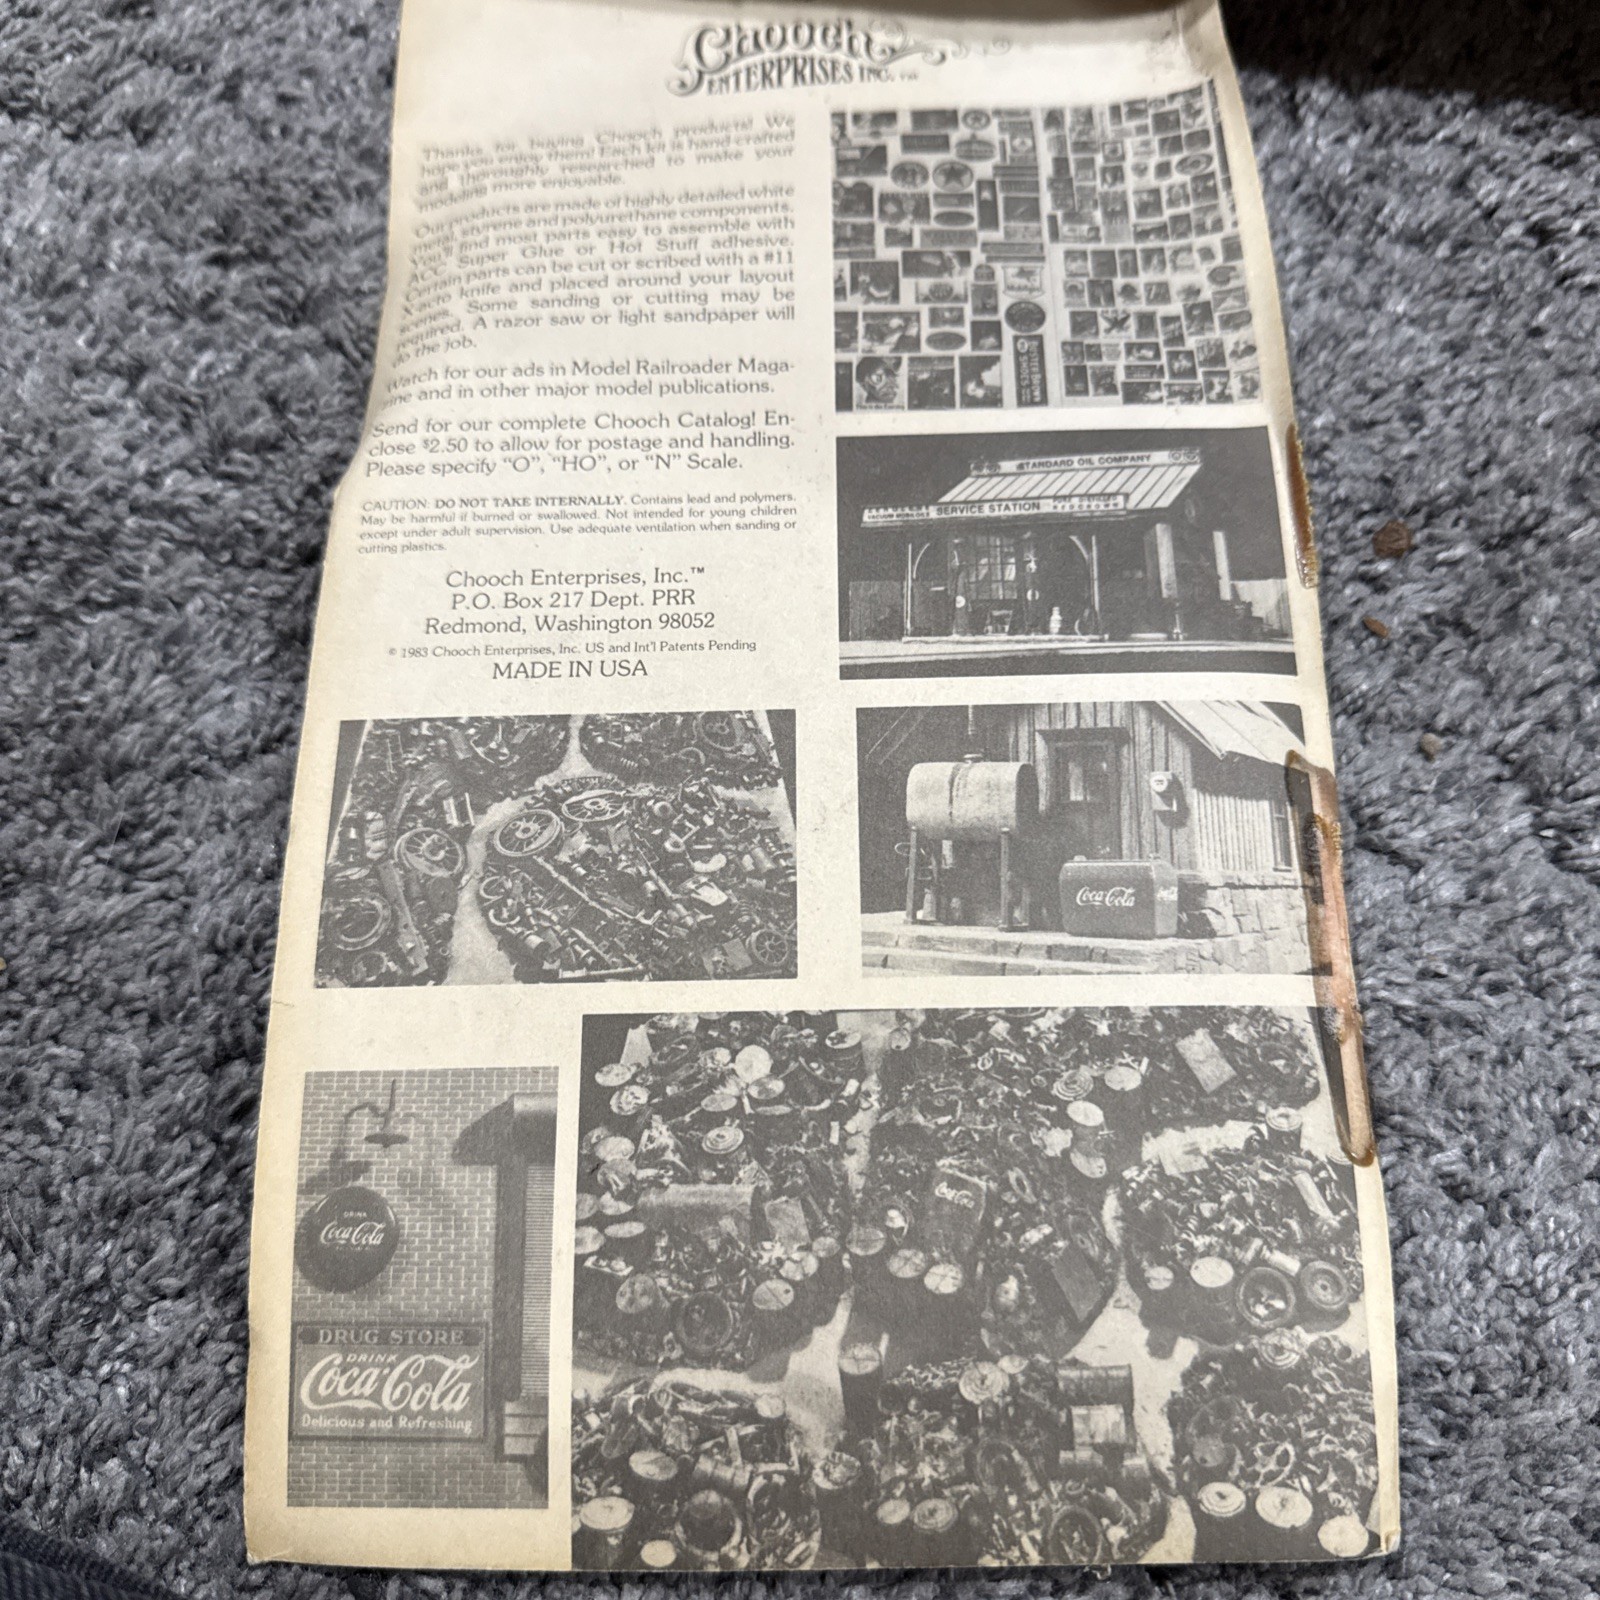 Chooch
ENTERPRISES INC.
Thanks for buying Chooch products! We
hope you enjoy them! Each kit is hand crafted
and thoroughly researched to make your
modeling more enjoyable.
Our products are made of highly detailed white
metal, styrene and polyurethane components.
You'll find most parts easy to assemble with
ACC Super Glue or Hot Stuff adhesive.
Certain parts can be cut or scribed with a #11
X-acto knife and placed around your layout
scenes. Some sanding or cutting may be
required. A razor saw or light sandpaper will
do the job.
Watch for our ads in Model Railroader Maga-
zine and in other major model publications.
Send for our complete Chooch Catalog! En-
close $2.50 to allow for postage and handling.
Please specify "O", "HO", or "N" Scale.
CAUTION: DO NOT TAKE INTERNALLY. Contains lead and polymers.
May be harmful if burned or swallowed. Not intended for young children
except under adult supervision. Use adequate ventilation when sanding or
cutting plastics.
Chooch Enterprises, Inc.™
P.O. Box 217 Dept. PRR
Redmond, Washington 98052
© 1983 Chooch Enterprises, Inc. US and Int'l Patents Pending
MADE IN USA
STANDARD OIL COMPANY
SERVICE STATION
Coca-Cola
DRINK
Coca-Cola
DRUG STORE
DRINK
Coca-Cola
Delicious and Refreshing
Coca-Cola